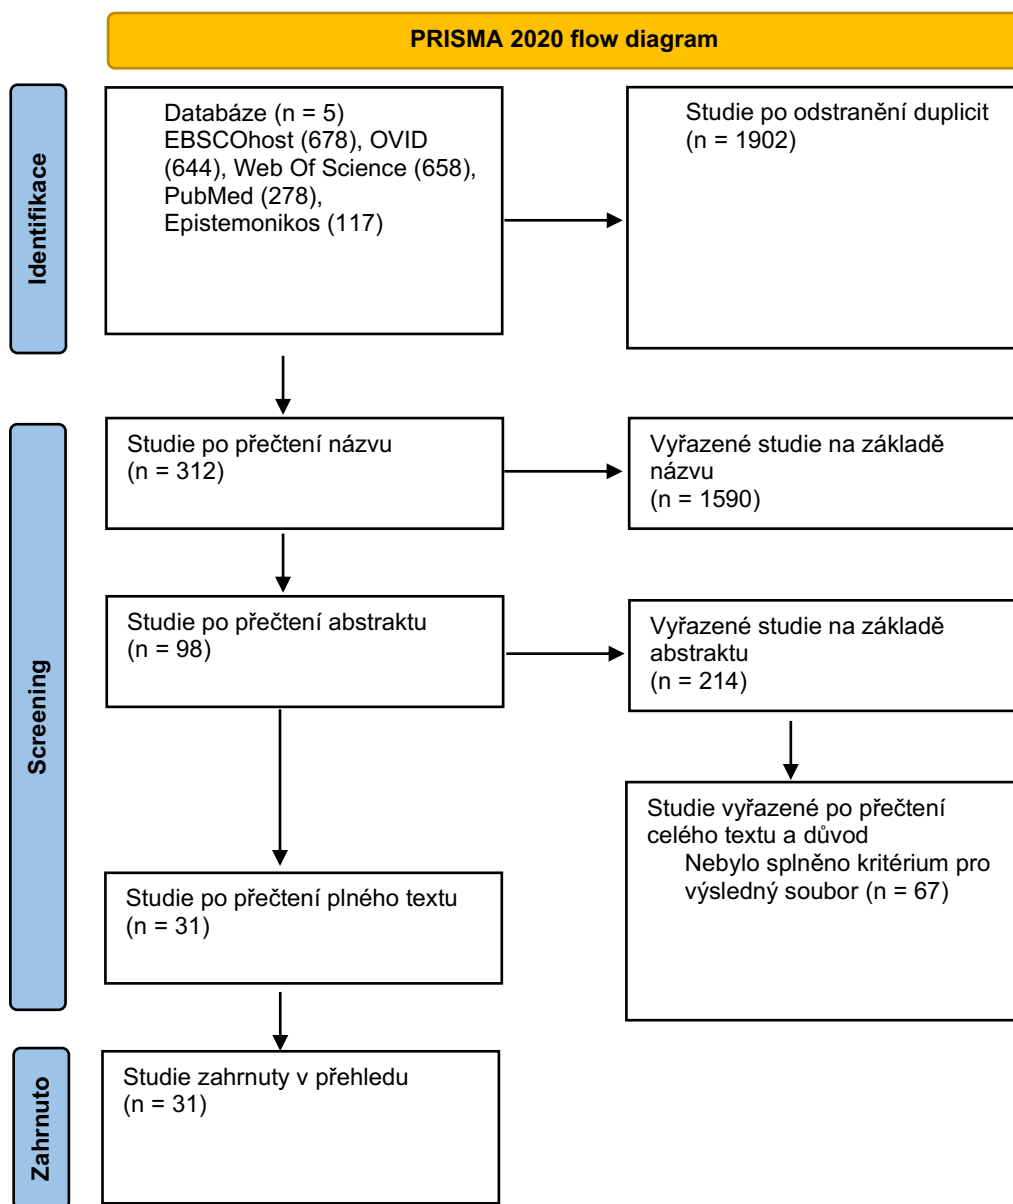 PRISMA 2020 flow diagram
Identifikace
Databáze (n = 5)
EBSCOhost (678), OVID
(644), Web Of Science (658),
PubMed (278),
Epistemonikos (117)
Studie po odstranění duplicit
(n = 1902)
Screening
Studie po přečtení názvu
(n = 312)
Vyřazené studie na základě
názvu
(n = 1590)
Studie po přečtení abstraktu
(n = 98)
Vyřazené studie na základě
abstraktu
(n = 214)
Studie vyřazené po přečtení
celého textu a důvod
Nebylo splněno kritérium pro
výsledný soubor (n = 67)
Studie po přečtení plného textu
(n = 31)
Zahrnuto
Studie zahrnuty v přehledu
(n = 31)